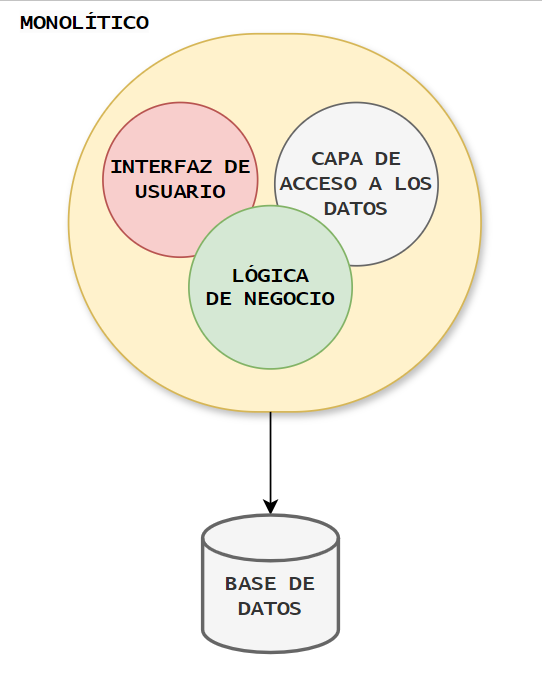 MONOLÍTICO
INTERFAZ DE
USUARIO
CAPA DE
ACCESO A LOS
DATOS
LÓGICA
DE NEGOCIO
BASE DE
DATOS